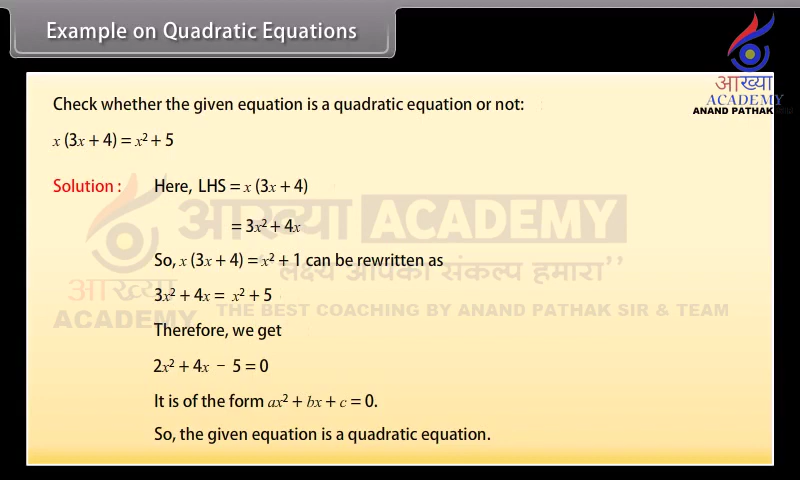 Example on Quadratic Equations
आख्या
ACADEMY
ANAND PATHAK
Check whether the given equation is a quadratic equation or not:
x (3x + 4) = x² + 5
Solution : Here, LHS = x (3x + 4)
= 3x² + 4x
आख्या ACADEMY
So, x (3x + 4) = x² + 1 can be rewritten as
‘‘लक्ष्य आपका संकल्प हमारा’’
3x² + 4x = x² + 5
आख्या
ACADEMY
THE BEST COACHING BY ANAND PATHAK SIR & TEAM
Therefore, we get
2x² + 4x − 5 = 0
It is of the form ax² + bx + c = 0.
So, the given equation is a quadratic equation.